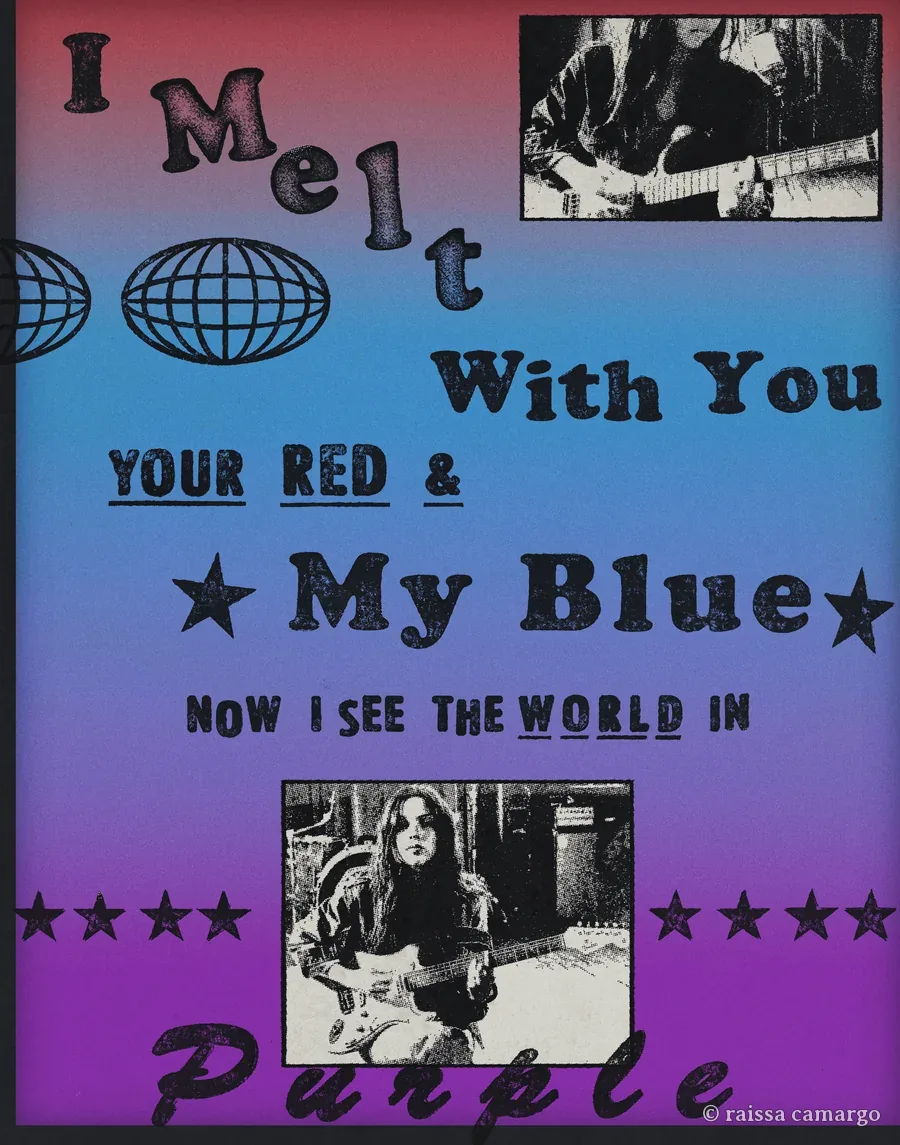 I Melt
With You
YOUR RED &
My Blue
NOW I SEE THE WORLD IN
Purple
© raissa camargo